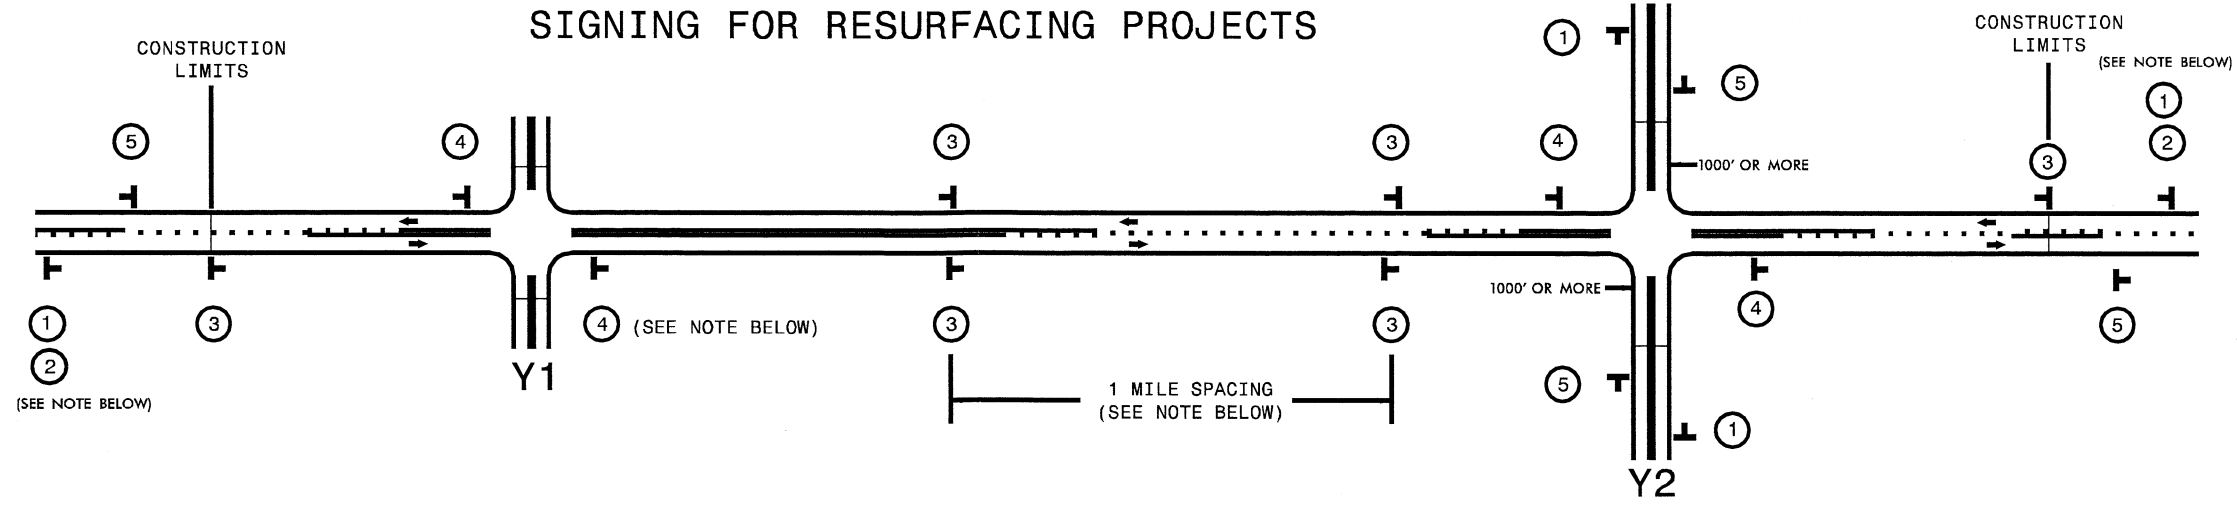 SIGNING FOR RESURFACING PROJECTS
CONSTRUCTION
LIMITS
CONSTRUCTION
LIMITS
(SEE NOTE BELOW)
1
5
1
5
4
3
3
4
3
2
1000' OR MORE
1000' OR MORE
1
2
(SEE NOTE BELOW)
3
4 (SEE NOTE BELOW)
3
3
4
5
Y1
1 MILE SPACING
(SEE NOTE BELOW)
5
1
Y2